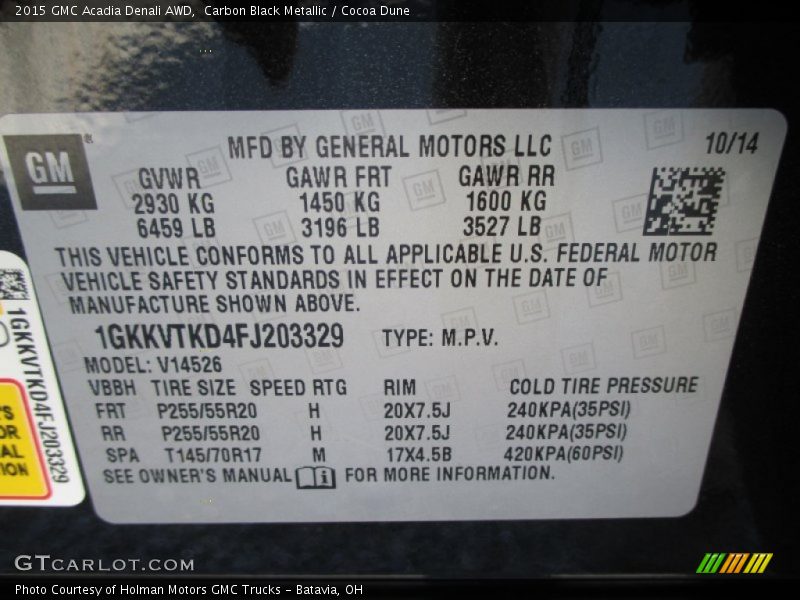 2015 GMC Acadia Denali AWD, Carbon Black Metallic / Cocoa Dune
GM ®
MFD BY GENERAL MOTORS LLC 10/14
GVWR GAWR FRT GAWR RR
2930 KG 1450 KG 1600 KG
6459 LB 3196 LB 3527 LB
THIS VEHICLE CONFORMS TO ALL APPLICABLE U.S. FEDERAL MOTOR
VEHICLE SAFETY STANDARDS IN EFFECT ON THE DATE OF
MANUFACTURE SHOWN ABOVE.
1GKKVTKD4FJ203329 TYPE: M.P.V.
MODEL: V14526
VBBH TIRE SIZE SPEED RTG RIM COLD TIRE PRESSURE
FRT P255/55R20 H 20X7.5J 240KPA(35PSI)
RR P255/55R20 H 20X7.5J 240KPA(35PSI)
SPA T145/70R17 M 17X4.5B 420KPA(60PSI)
SEE OWNER'S MANUAL i FOR MORE INFORMATION.
1GKKVTKD4FJ203329
GTCARLOT.COM
Photo Courtesy of Holman Motors GMC Trucks - Batavia, OH